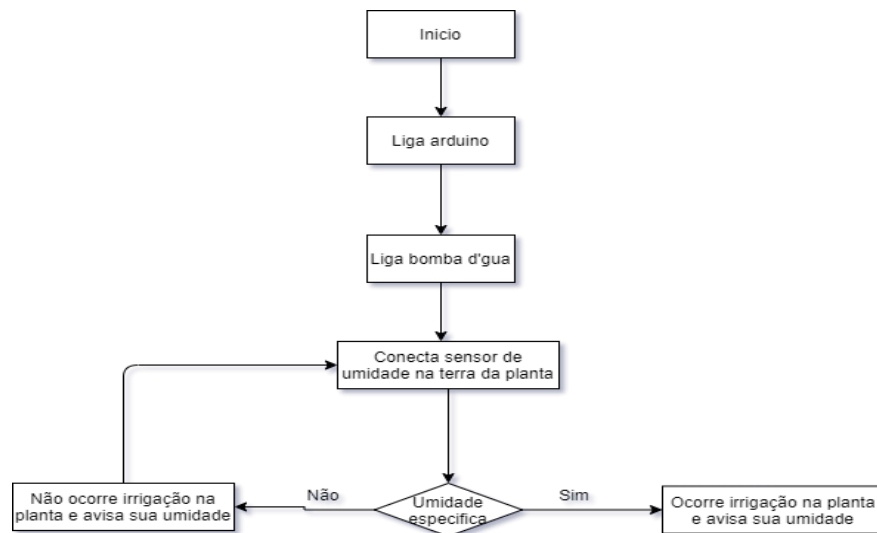 Inicio
Liga arduino
Liga bomba d'gua
Conecta sensor de
umidade na terra da planta
Não ocorre irrigação na
planta e avisa sua umidade
Não
Umidade
especifica
Sim
Ocorre irrigação na planta
e avisa sua umidade